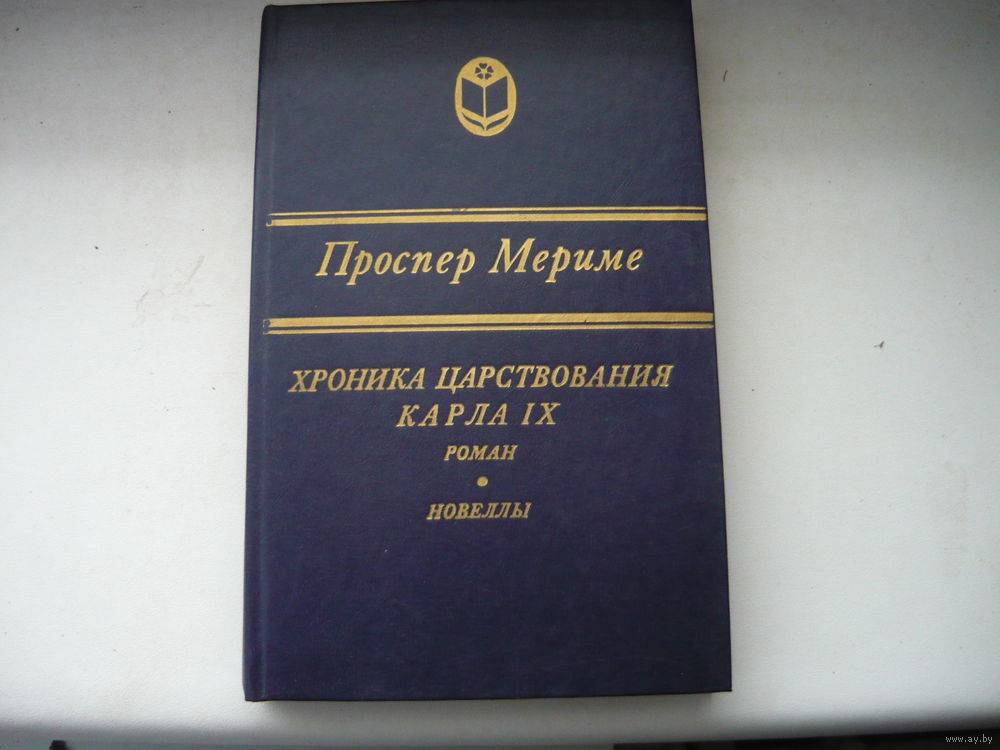 Проспер Мериме
ХРОНИКА ЦАРСТВОВАНИЯ
КАРЛА IX
РОМАН
•
НОВЕЛЛЫ
www.ay.by